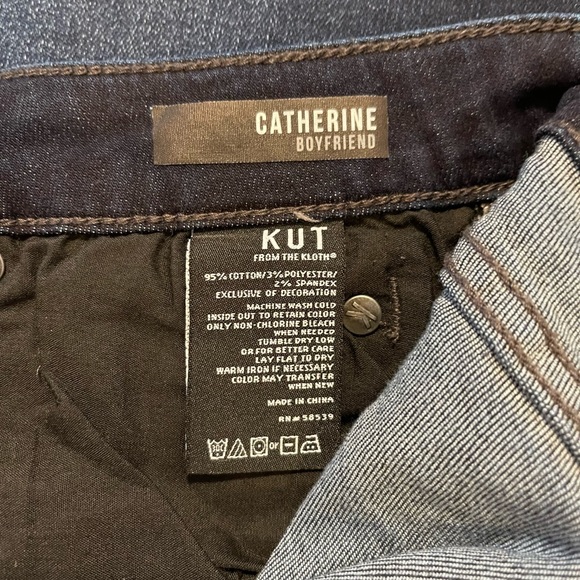 CATHERINE
BOYFRIEND
KUT
FROM THE KLOTH®
95% COTTON/3% POLYESTER/
2% SPANDEX
EXCLUSIVE OF DECORATION
MACHINE WASH COLD
INSIDE OUT TO RETAIN COLOR
ONLY NON-CHLORINE BLEACH
WHEN NEEDED
TUMBLE DRY LOW
OR FOR BETTER CARE
LAY FLAT TO DRY
WARM IRON IF NECESSARY
COLOR MAY TRANSFER
WHEN NEW
MADE IN CHINA
RN# 58539
30C or